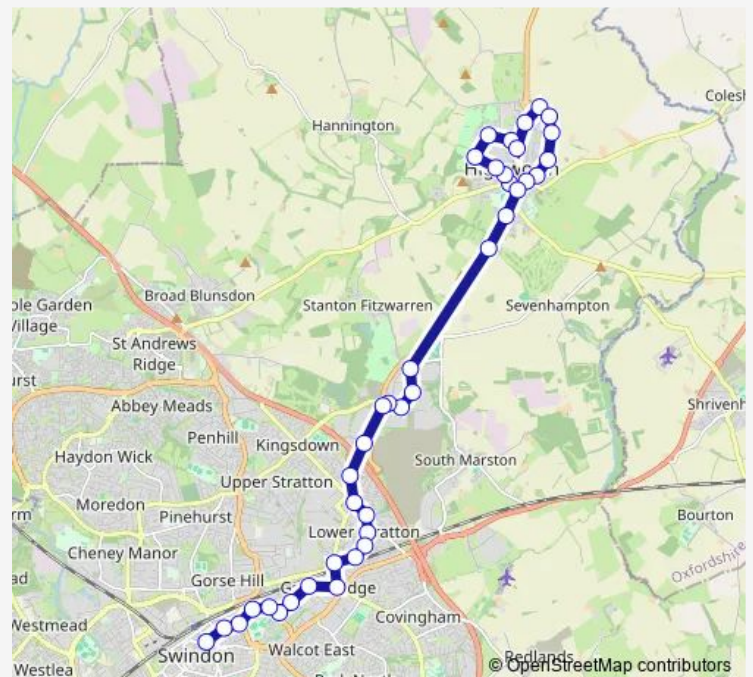 Colesh
Hannington
Highworth
ple Garden
Village
Broad Blunsdon
Stanton Fitzwarren
Sevenhampton
St Andrews
Ridge
urst
Abbey Meads
Shrivenh
Penhill
Kingsdown
Haydon Wick
South Marston
Upper Stratton
Moredon
Pinehurst
rm
Lower Stratton
Bourton
Cheney Manor
Oxfordshire
ad
Gorse Hill
Covingham
Westmead
Swindon
Walcot East
Redlands
Westlea
© OpenStreetMap contributors